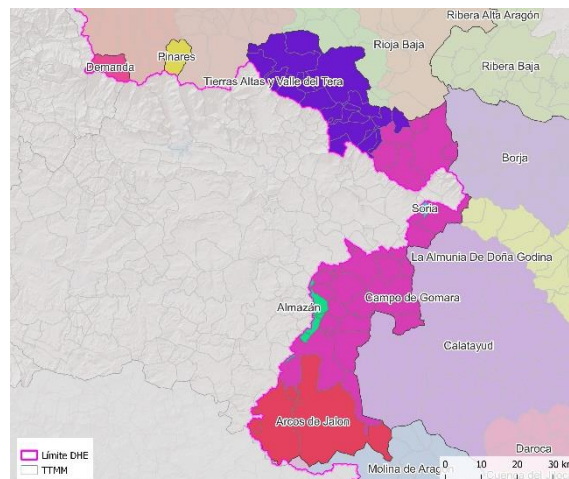 Ribera Alta Aragón
Rioja Baja
Pinares
Demanda
Ribera Baja
Tierras Altas y Valle del Tera
Borja
Soria
La Almunia De Doña Godina
Almazán
Campo de Gomara
Calatayud
Arcos de Jalon
Daroca
Límite DHE
TTMM
Molina de Aragón
0 10 20 30 km